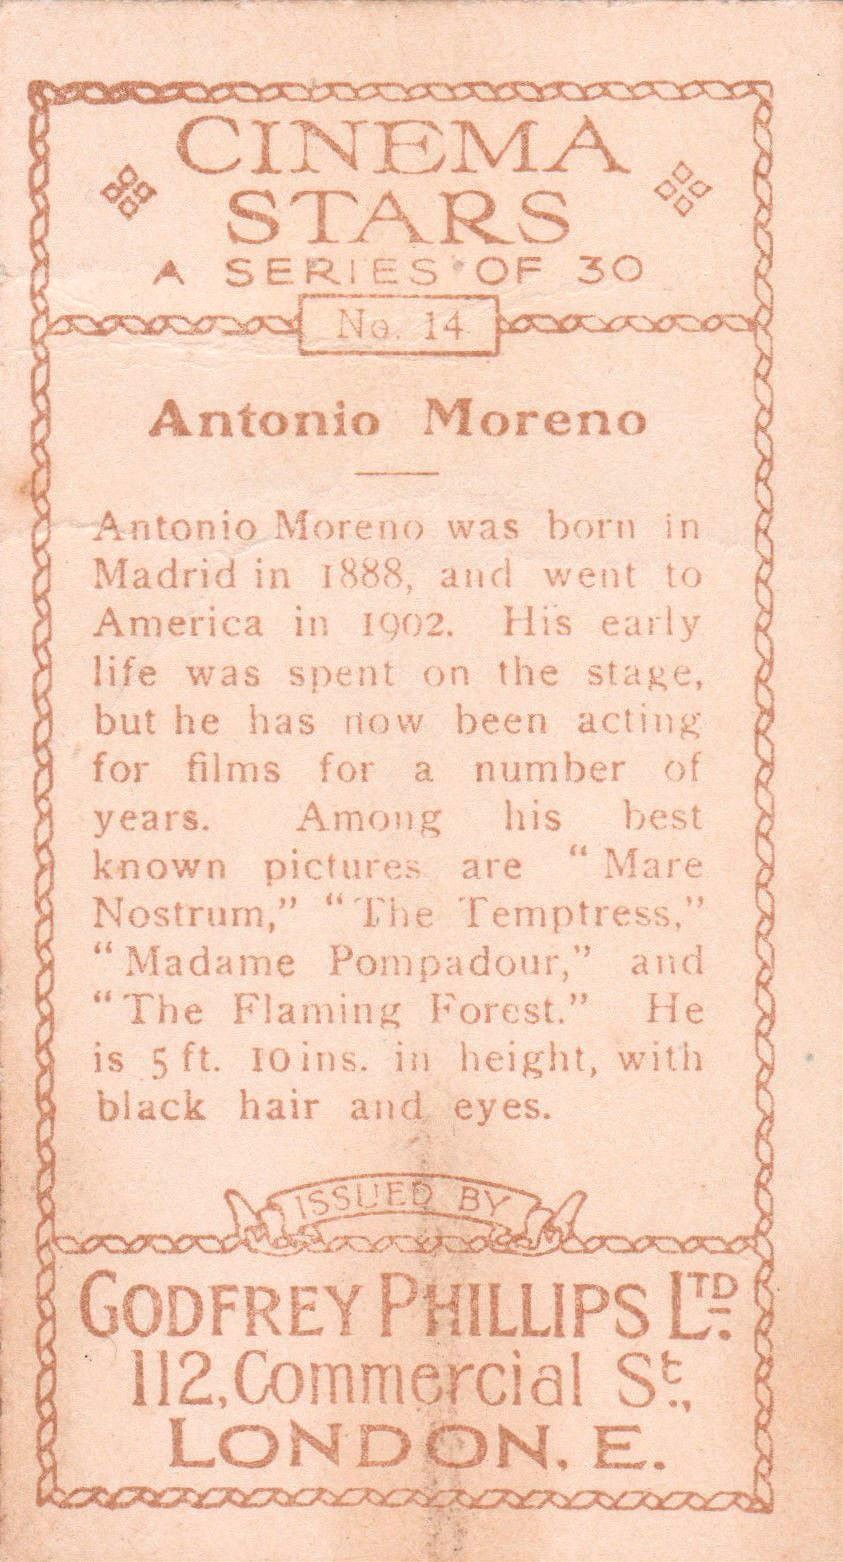 CINEMA
STARS
A SERIES OF 30
No. 14
Antonio Moreno
Antonio Moreno was born in
Madrid in 1888, and went to
America in 1902. His early
life was spent on the stage,
but he has now been acting
for films for a number of
years. Among his best
known pictures are "Mare
Nostrum," "The Temptress,"
"Madame Pompadour," and
"The Flaming Forest." He
is 5 ft. 10 ins. in height, with
black hair and eyes.
ISSUED BY
GODFREY PHILLIPS LTD.
112, Commercial St.,
LONDON. E.